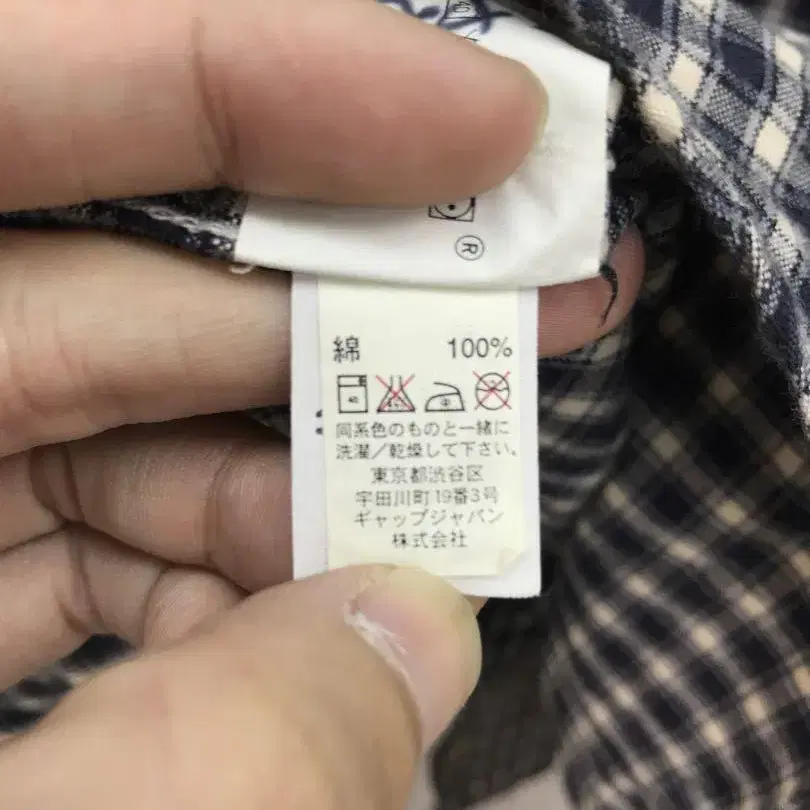 R
綿 100%
40
同系色のものと一緒に
洗濯/乾燥して下さい。
東京都渋谷区
宇田川町19番3号
ギャップジャパン
株式会社